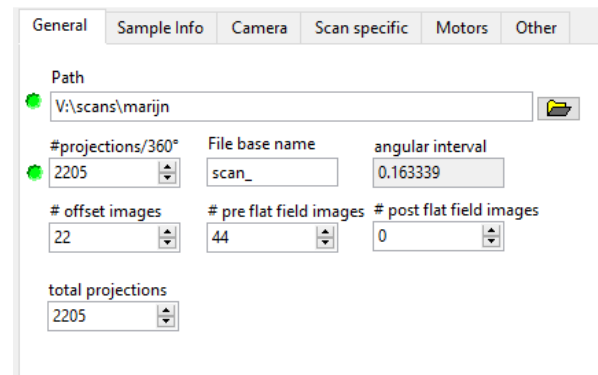 General Sample Info Camera Scan specific Motors Other
Path
V:\scans\marijn
#projections/360° File base name angular interval
2205 scan_ 0.163339
# offset images # pre flat field images # post flat field images
22 44 0
total projections
2205